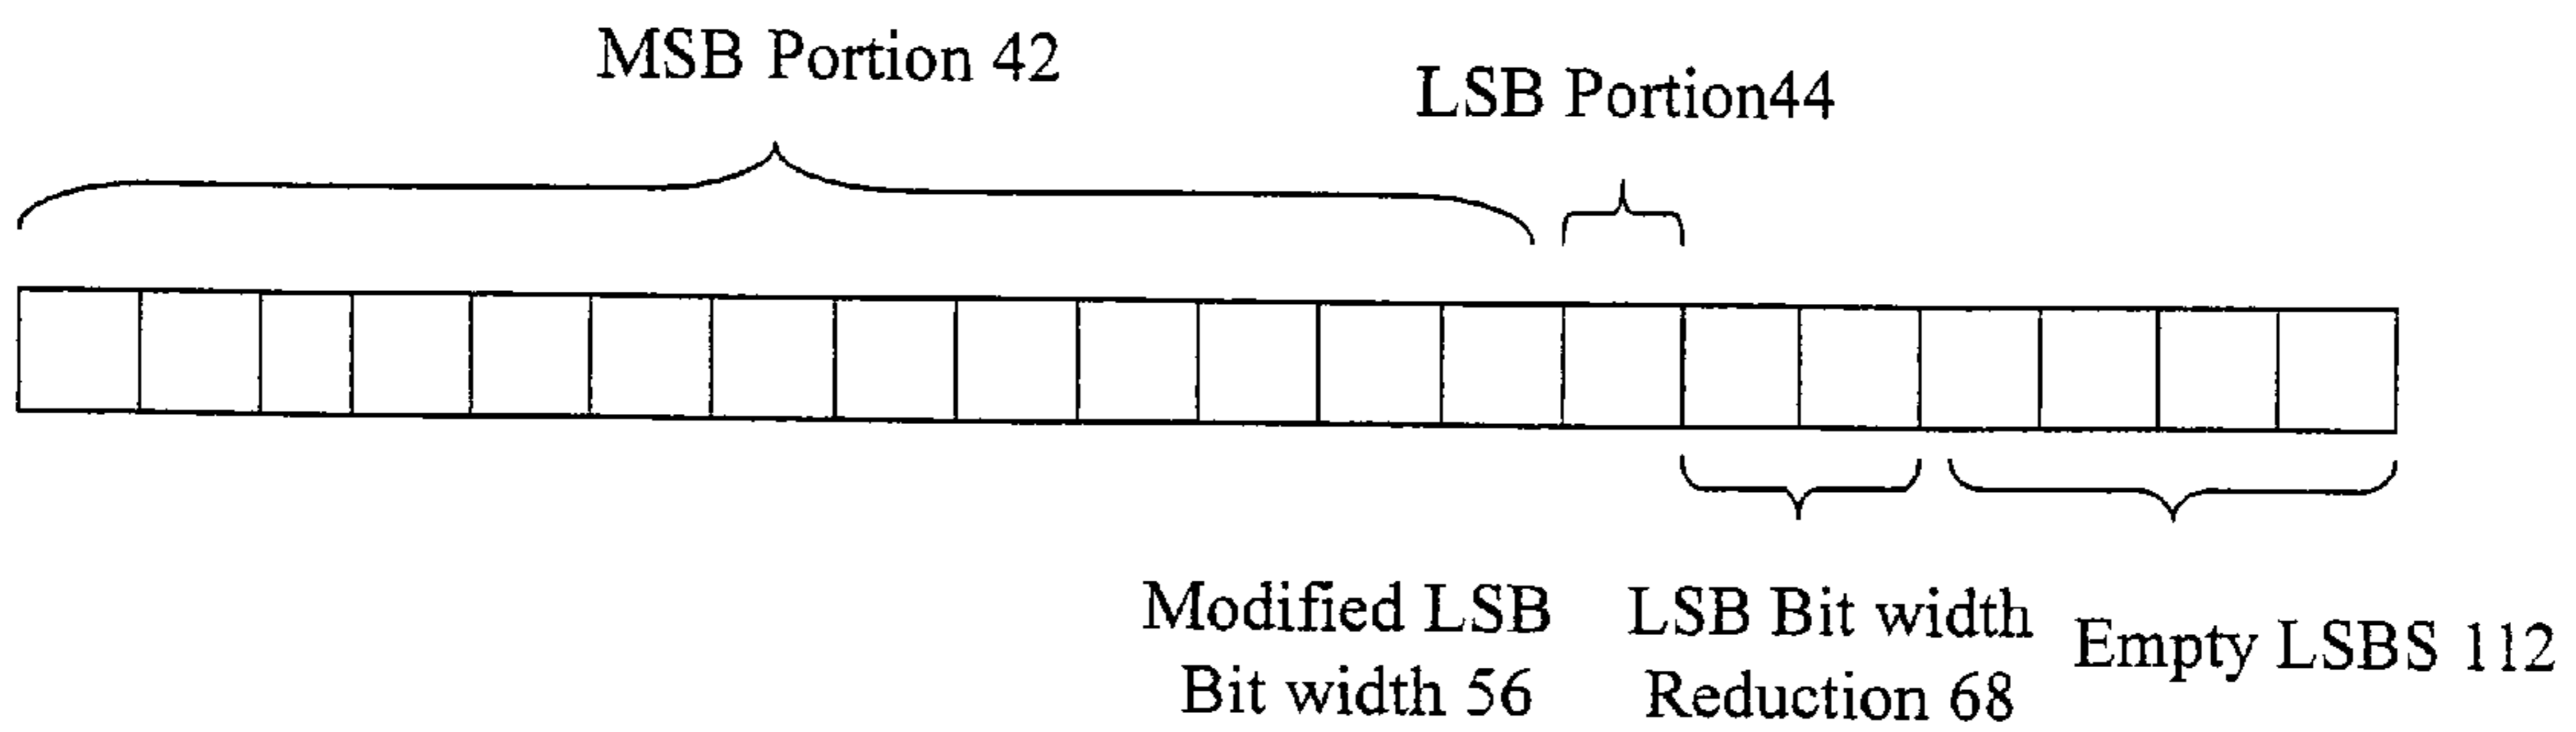 MSB Portion 42
LSB Portion44
Modified LSB
Bit width 56
LSB Bit width
Reduction 68
Empty LSBS 112